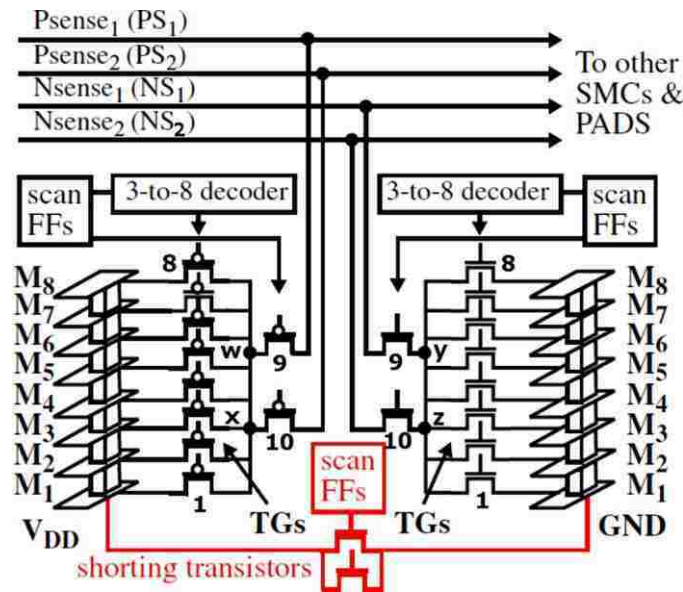 Psense₁ (PS₁)
Psense₂ (PS₂)
Nsense₁ (NS₁)
Nsense₂ (NS₂)
To other
SMCs &
PADS
scan
FFs
3-to-8 decoder
3-to-8 decoder
scan
FFs
8
8
M₈
M₇
M₆
M₅
M₄
M₃
M₂
M₁
w
9
x
10
1
TGs
V_DD
9
y
10
z
1
TGs
M₈
M₇
M₆
M₅
M₄
M₃
M₂
M₁
GND
scan
FFs
shorting transistors